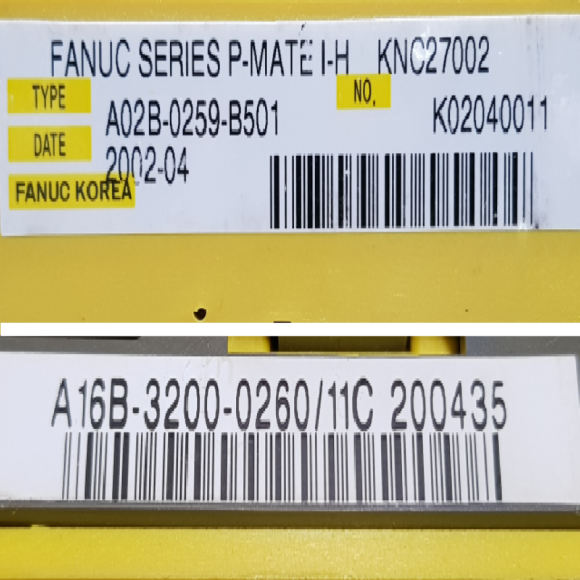 FANUC SERIES P-MATE I-H KNC27002
TYPE A02B-0259-B501 NO. K02040011
DATE 2002-04
FANUC KOREA
A16B-3200-0260/11C 200435